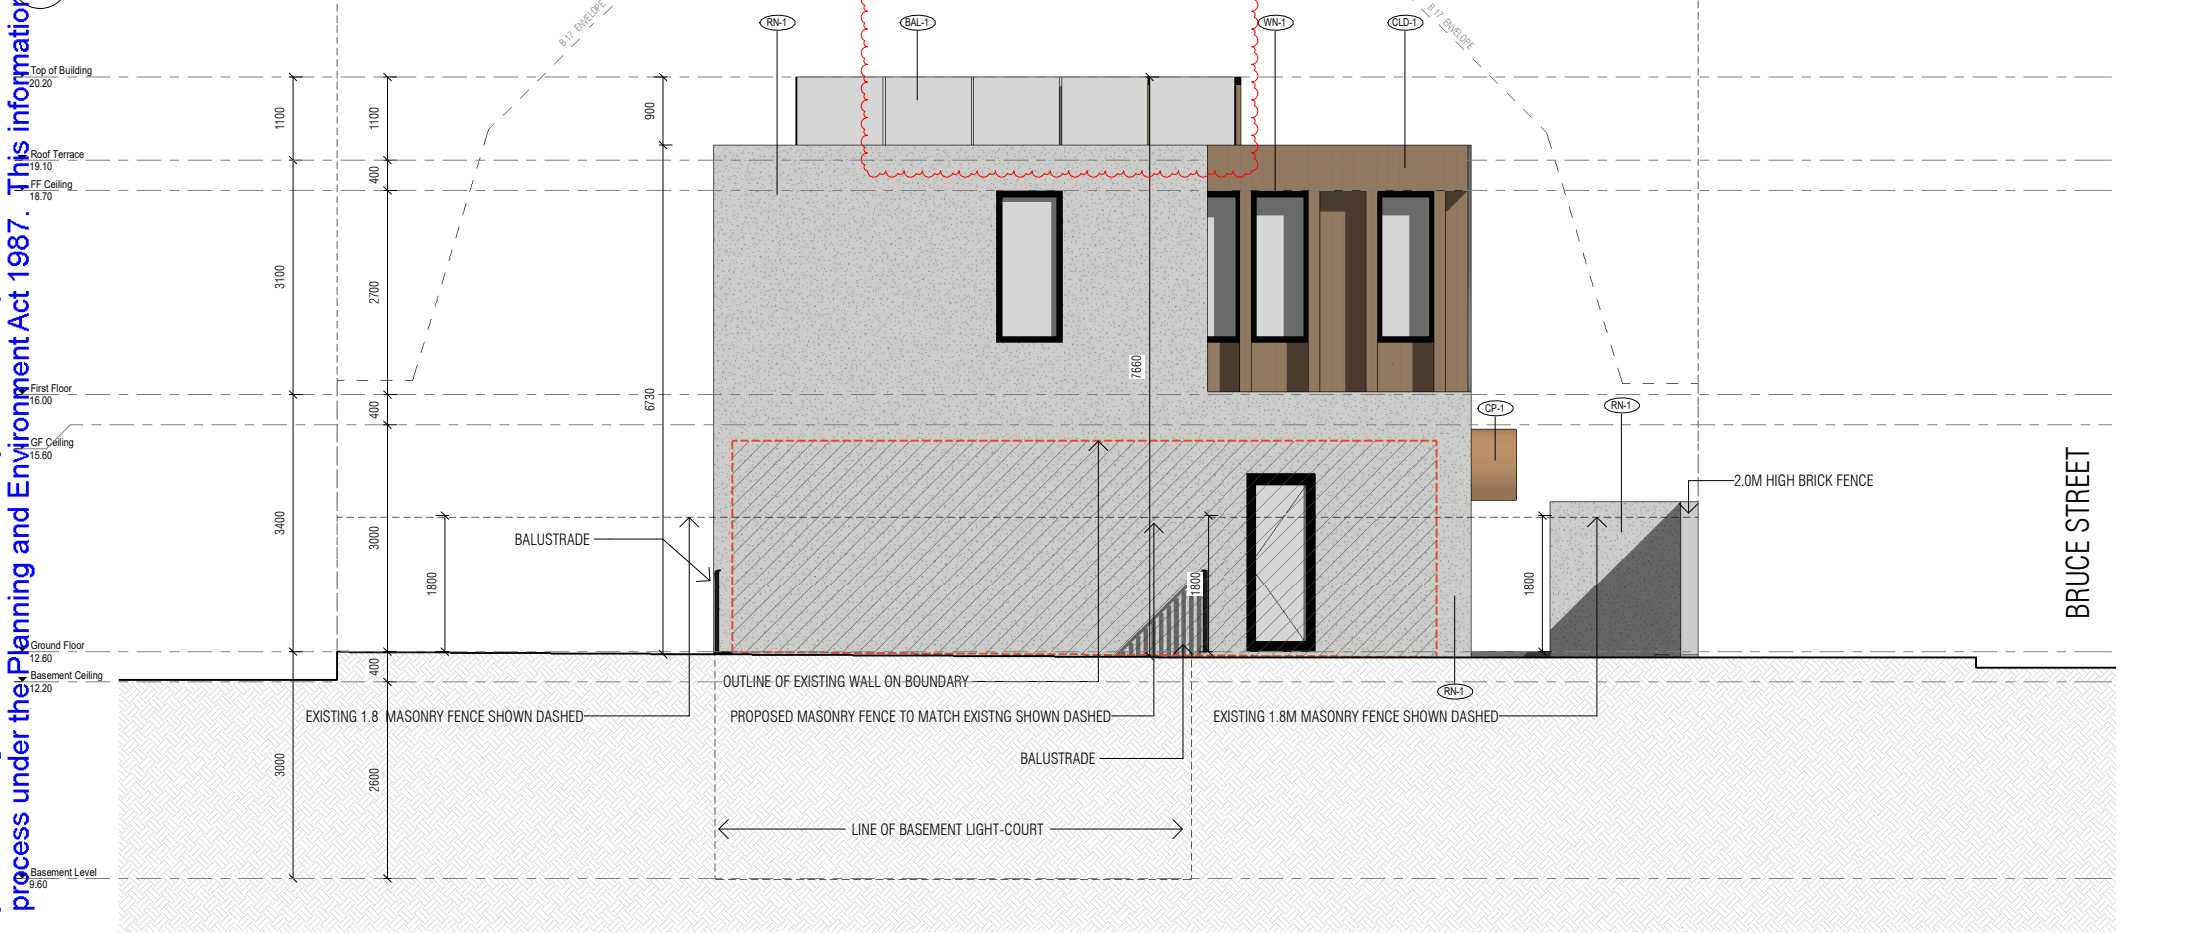 process under the Planning and Environment Act 1987. This information
B17 ENVELOPE
B17 ENVELOPE
RN-1
BAL-1
WN-1
CLD-1
Top of Building
20.20
1100
1100
900
Roof Terrace
19.10
400
FF Ceiling
18.70
3100
2700
7660
6730
First Floor
16.00
400
CP-1
RN-1
GF Ceiling
15.60
2.0M HIGH BRICK FENCE
BRUCE STREET
3400
3000
BALUSTRADE
1800
1800
1800
Ground Floor
12.60
400
Basement Ceiling
12.20
OUTLINE OF EXISTING WALL ON BOUNDARY
RN-1
EXISTING 1.8 MASONRY FENCE SHOWN DASHED
PROPOSED MASONRY FENCE TO MATCH EXISTNG SHOWN DASHED
EXISTING 1.8M MASONRY FENCE SHOWN DASHED
BALUSTRADE
3000
2600
LINE OF BASEMENT LIGHT-COURT
Basement Level
9.60